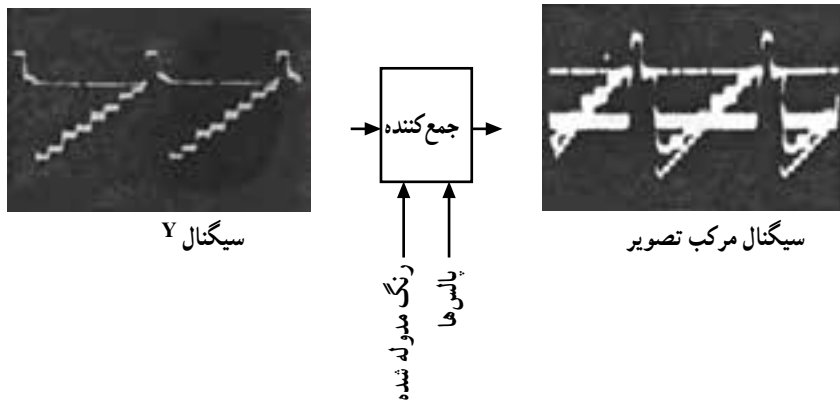 جمع‌کننده
سیگنال Y
سیگنال مرکب تصویر
رنگ مدوله شده
پالس‌ها